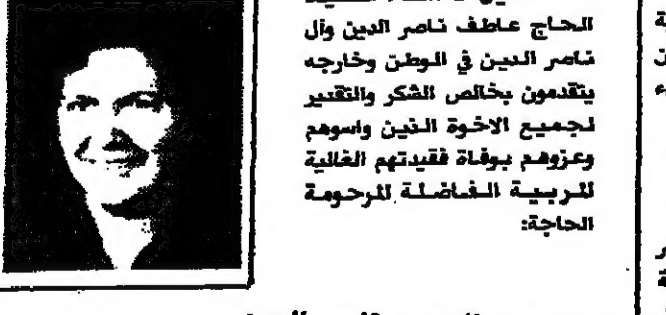 الحاج عاطف ناصر الدين وآل
ناصر الدين في الوطن وخارجه
يتقدمون بخالص الشكر والتقدير
لجميع الاخوة الذين واسوهم
وعزوهم بوفاة فقيدتهم الغالية
المربية الفاضلة المرحومة
الحاجة: